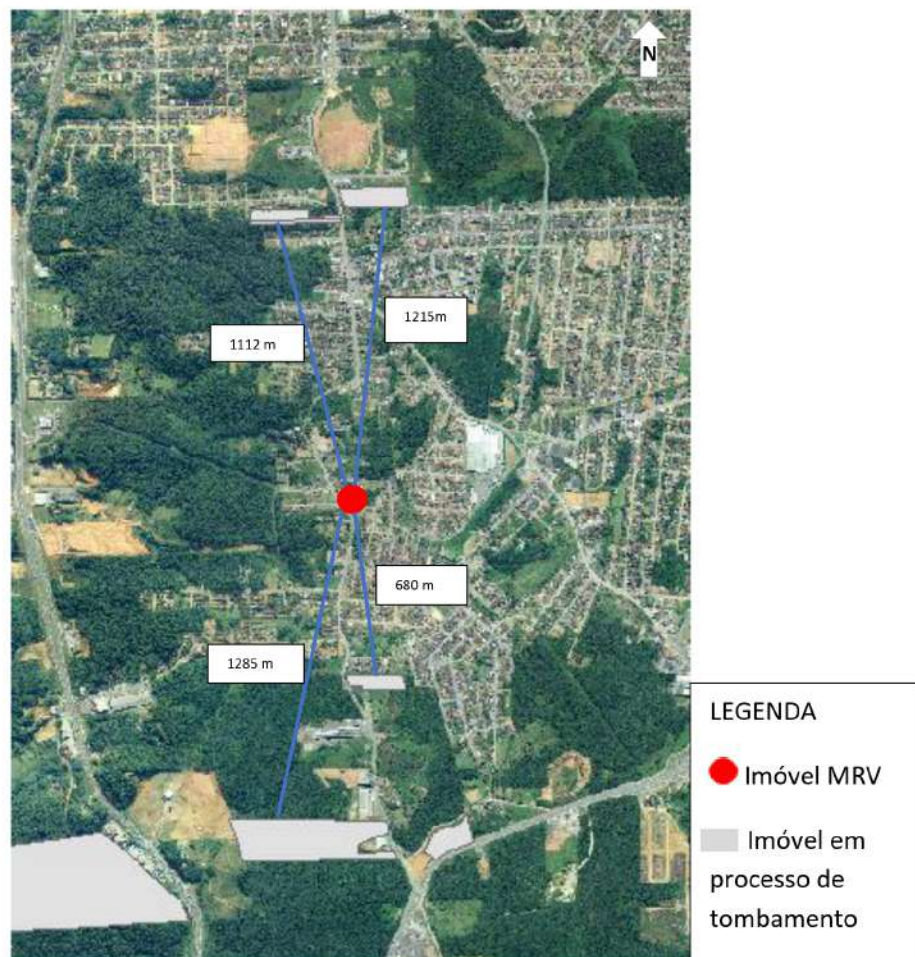 N
1112 m
1215m
680 m
1285 m
LEGENDA
Imóvel MRV
Imóvel em
processo de
tombamento